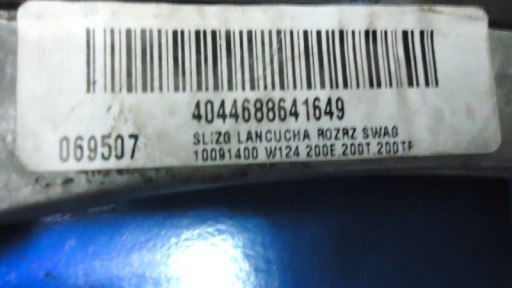 4044688641649
069507
SLIZG LANCUCHA ROZRZ SWAG
10091400 W124 200E,200T,200TE